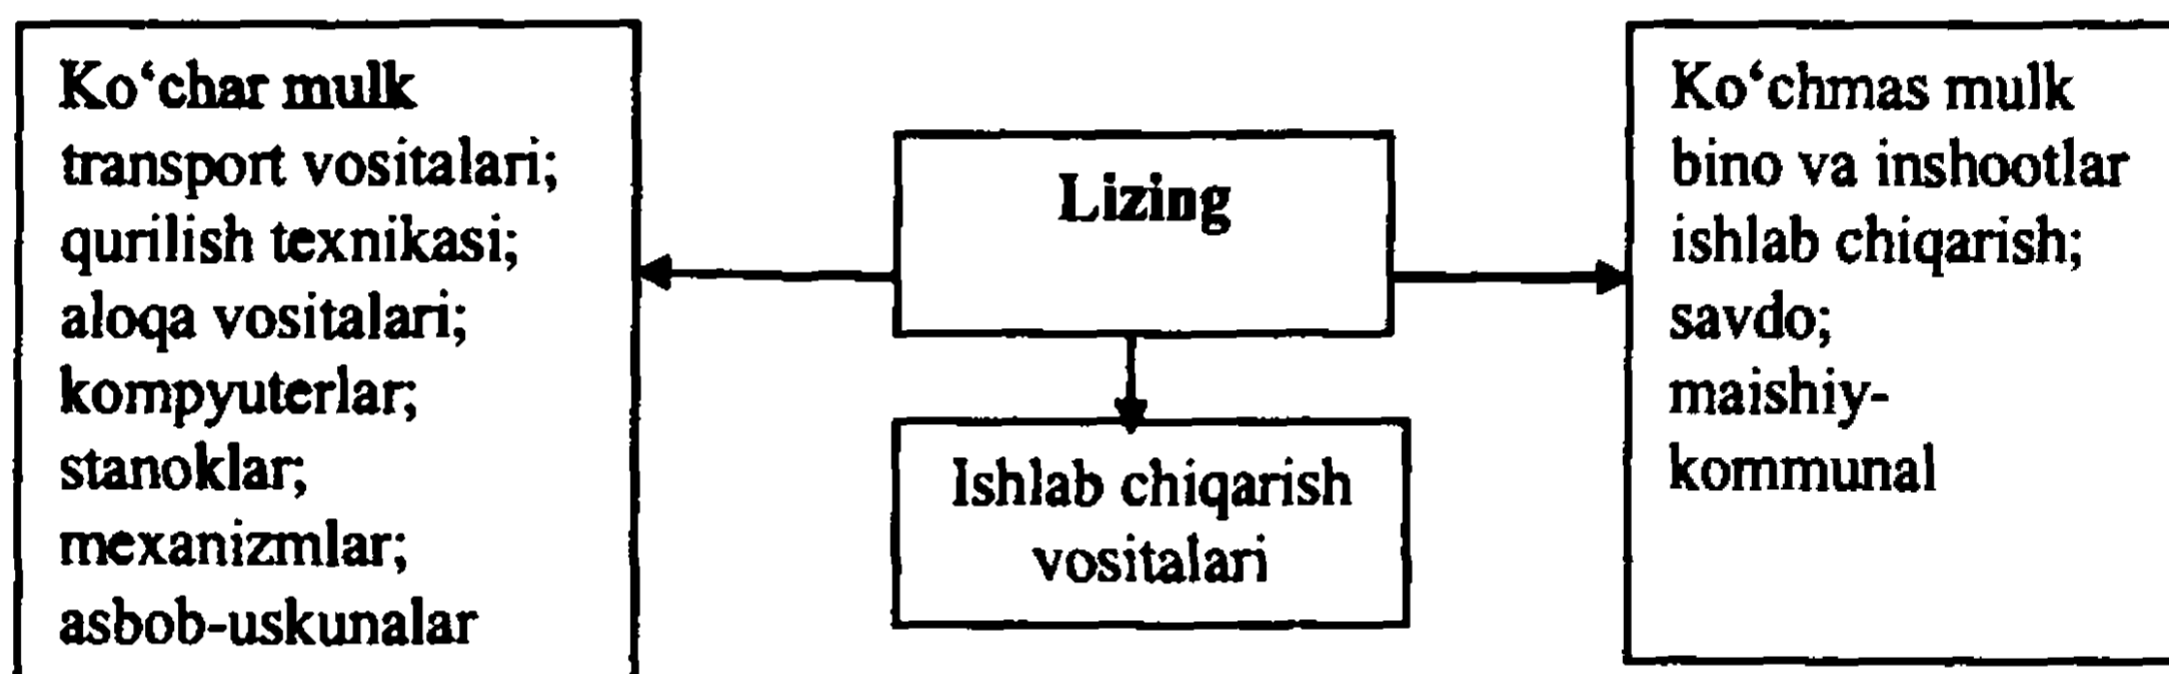 Ko‘char mulk
transport vositalari;
qurilish texnikasi;
aloqa vositalari;
kompyuterlar;
stanoklar;
mexanizmlar;
asbob-uskunalar
Lizing
Ishlab chiqarish
vositalari
Ko‘chmas mulk
bino va inshootlar
ishlab chiqarish;
savdo;
maishiy-
kommunal